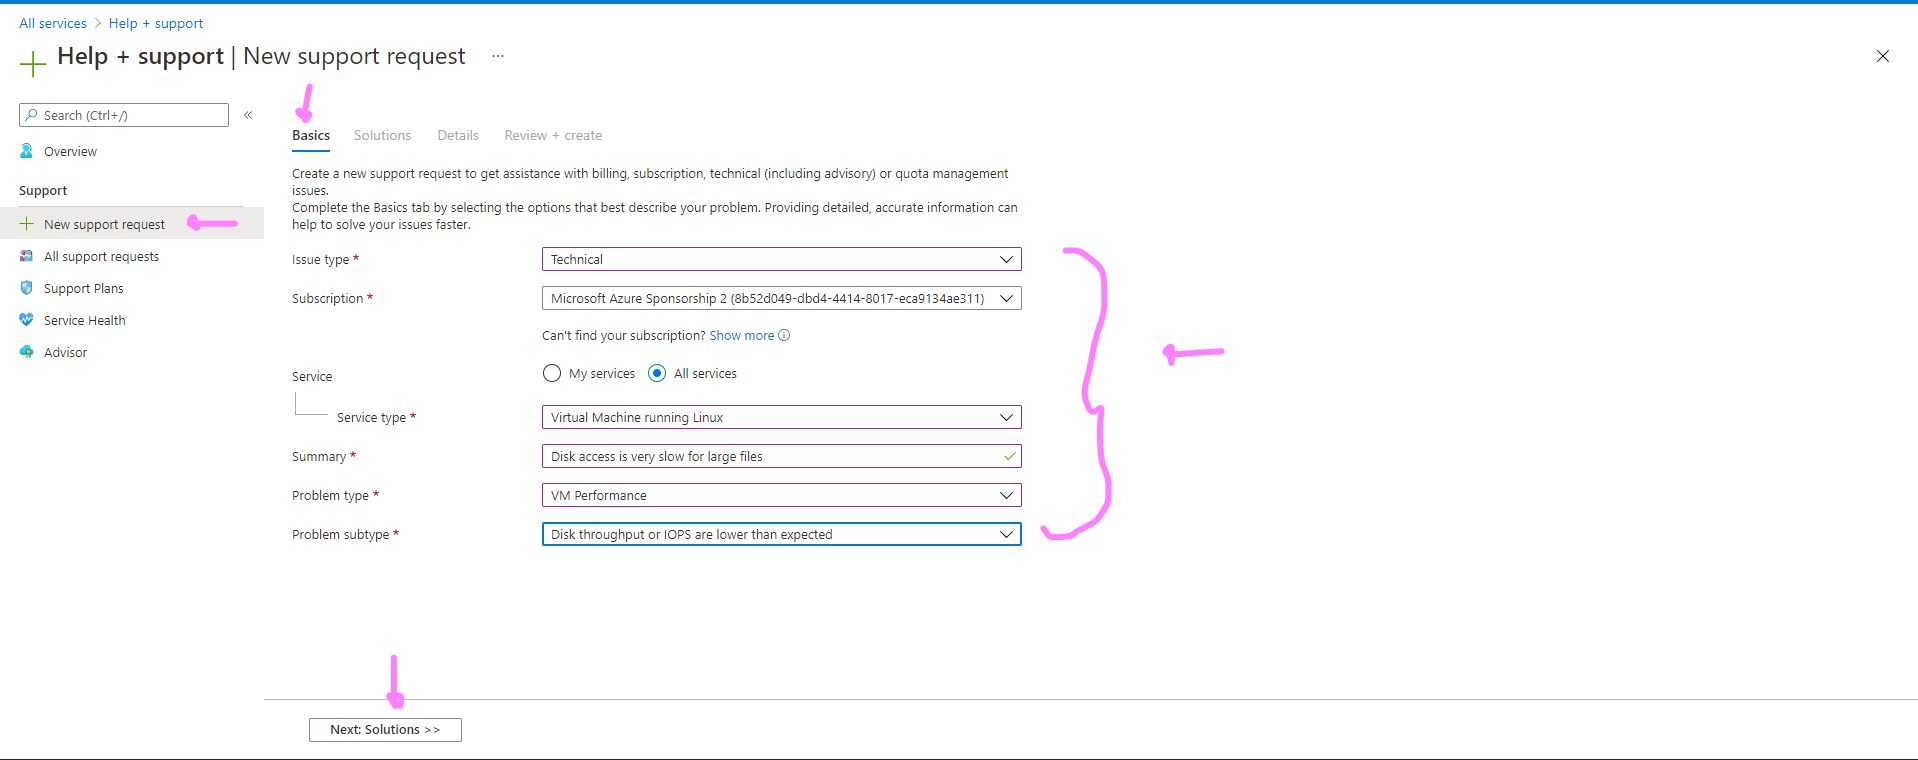 All services > Help + support
Help + support | New support request ...
Search (Ctrl+/) «
Overview
Support
New support request
All support requests
Support Plans
Service Health
Advisor
Basics Solutions Details Review + create
Create a new support request to get assistance with billing, subscription, technical (including advisory) or quota management
issues.
Complete the Basics tab by selecting the options that best describe your problem. Providing detailed, accurate information can
help to solve your issues faster.
Issue type * Technical
Subscription * Microsoft Azure Sponsorship 2 (8b52d049-dbd4-4414-8017-eca9134ae311)
Can't find your subscription? Show more
Service My services All services
Service type * Virtual Machine running Linux
Summary * Disk access is very slow for large files
Problem type * VM Performance
Problem subtype * Disk throughput or IOPS are lower than expected
Next: Solutions >>